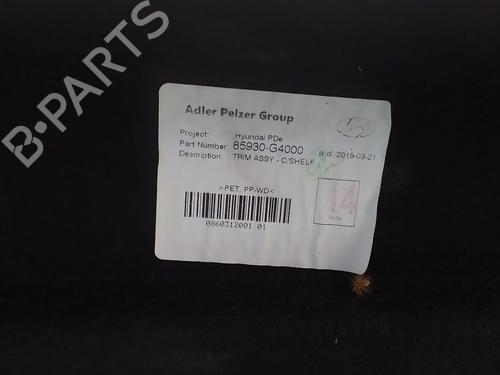 B-PARTS
Adler Pelzer Group
Project: Hyundai PDe
Part Number: 85930-G4000 p.d. 2019-03-21
Description: TRIM ASSY - C/SHELF
>PET, PP-WD<
14
0860312001 01